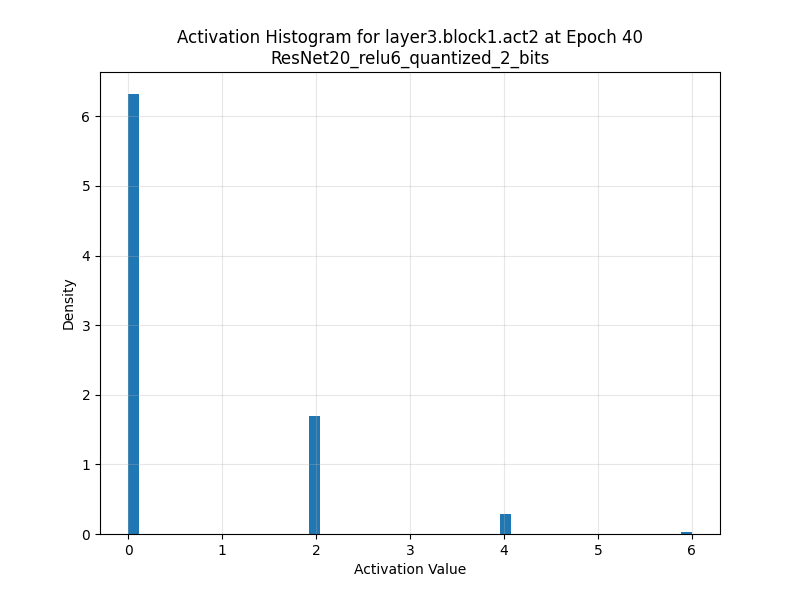 Activation Histogram for layer3.block1.act2 at Epoch 40
ResNet20_relu6_quantized_2_bits
6
5
4
3
2
1
0
Density
0 1 2 3 4 5 6
Activation Value